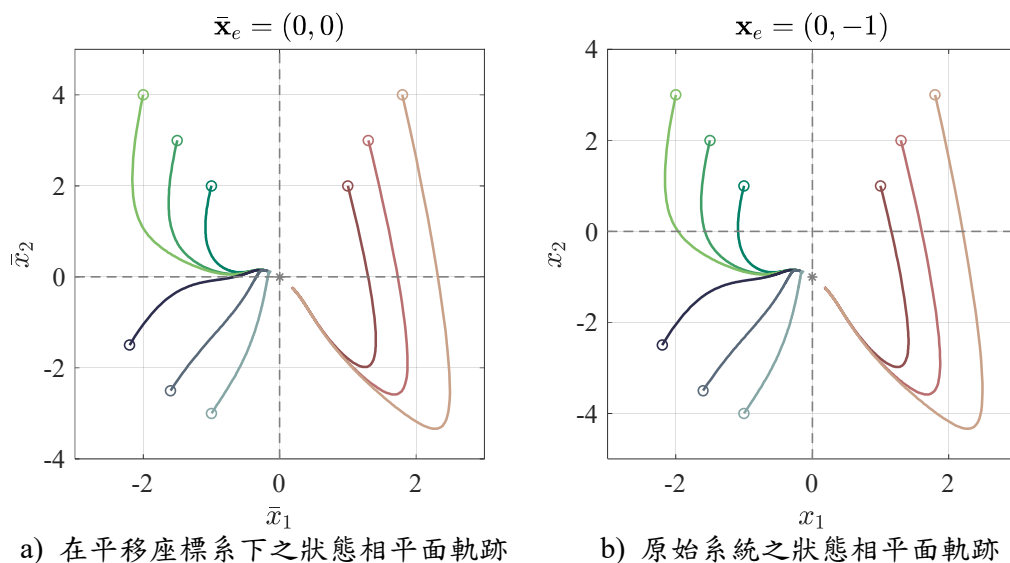 x̄ₑ = (0, 0)
4
2
0
-2
-4
x̄₂
-2
0
2
x̄₁
a) 在平移座標系下之狀態相平面軌跡
xₑ = (0, −1)
4
2
0
-2
-4
x₂
-2
0
2
x₁
b) 原始系統之狀態相平面軌跡